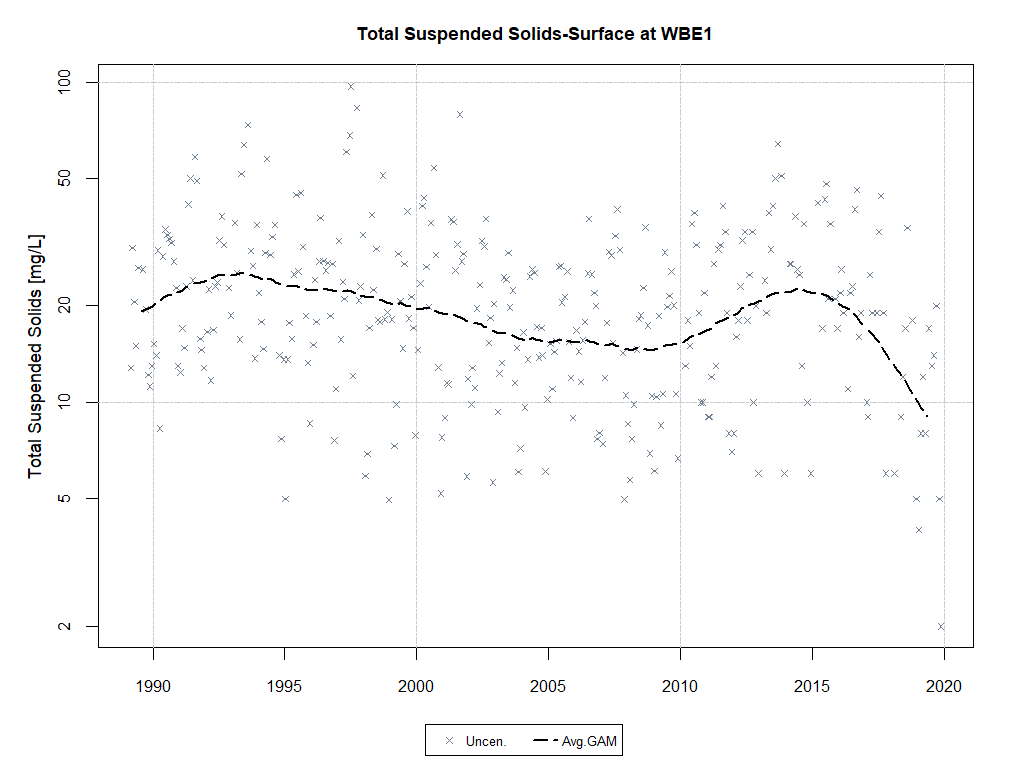 Total Suspended Solids-Surface at WBE1
Total Suspended Solids [mg/L]
100
50
20
10
5
2
1990 1995 2000 2005 2010 2015 2020
Uncen. Avg.GAM